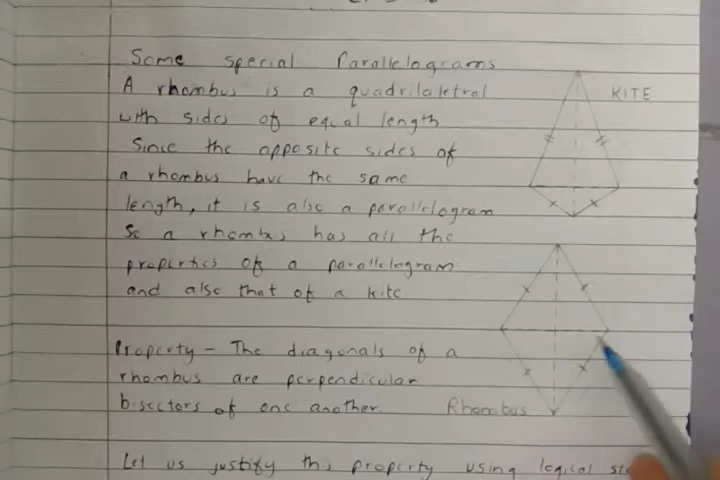 Some special Parallelograms
A rhombus is a quadrilaletral
KITE
with sides of equal length
Since the opposite sides of
a rhombus have the same
length, it is also a parallelogram
So a rhombus has all the
properties of a parallelogram
and also that of a kite
Property - The diagonals of a
rhombus are perpendicular
bisectors of one another.
Rhombus
Let us justify this property using logical